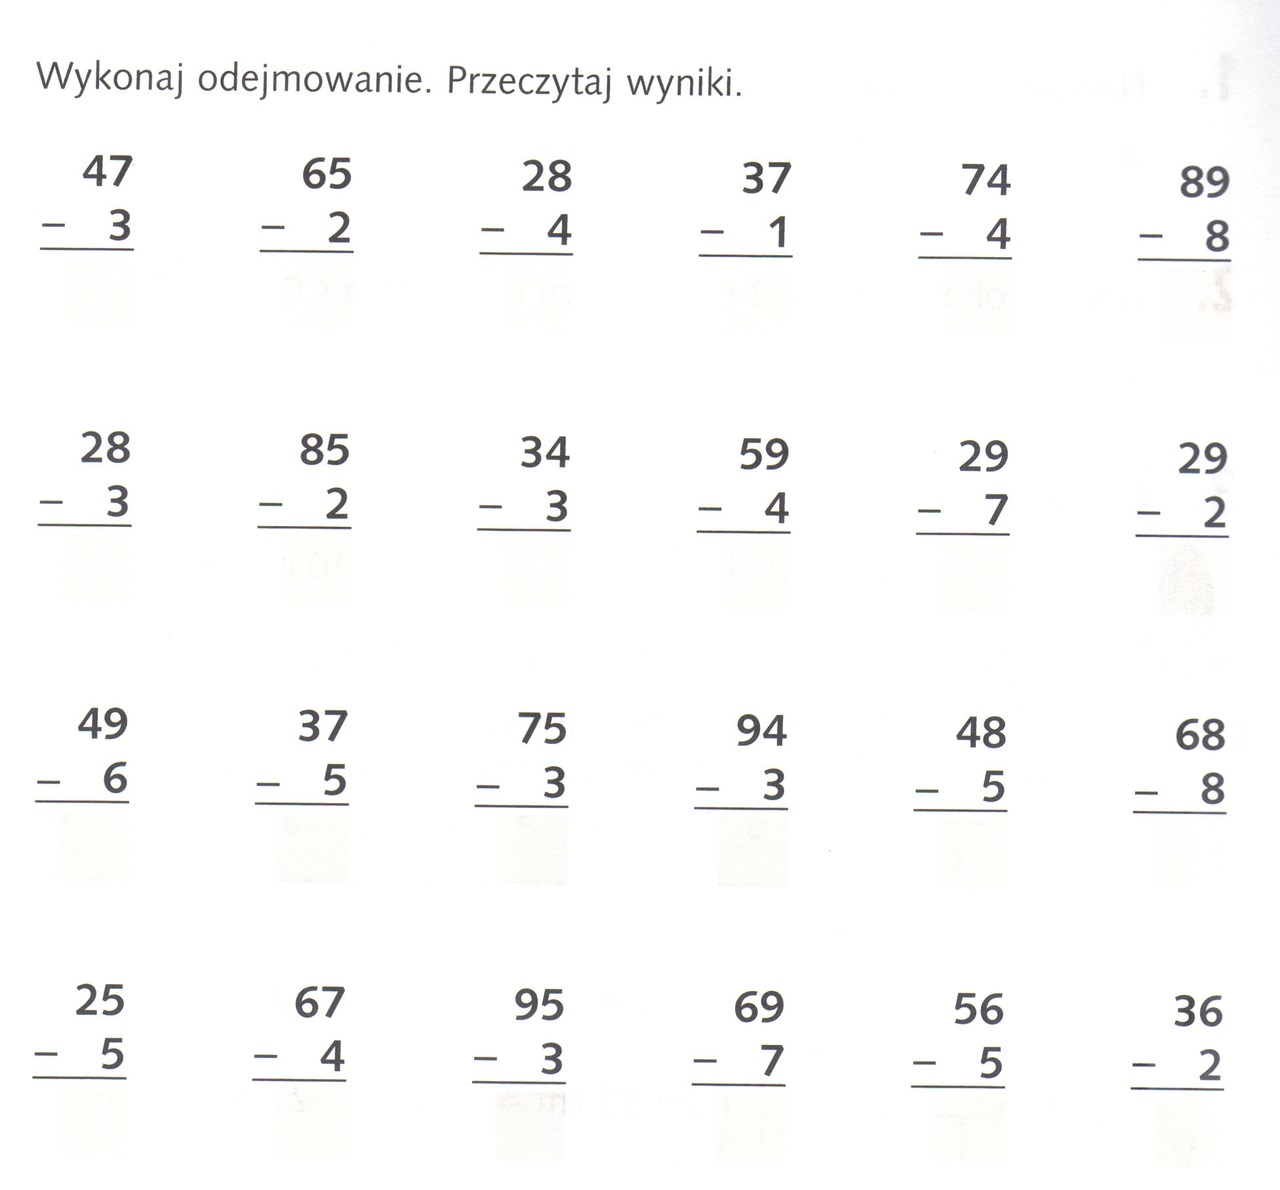 Wykonaj odejmowanie. Przeczytaj wyniki.
47 65 28 37 74 89
− 3 − 2 − 4 − 1 − 4 − 8
28 85 34 59 29 29
− 3 − 2 − 3 − 4 − 7 − 2
49 37 75 94 48 68
− 6 − 5 − 3 − 3 − 5 − 8
25 67 95 69 56 36
− 5 − 4 − 3 − 7 − 5 − 2